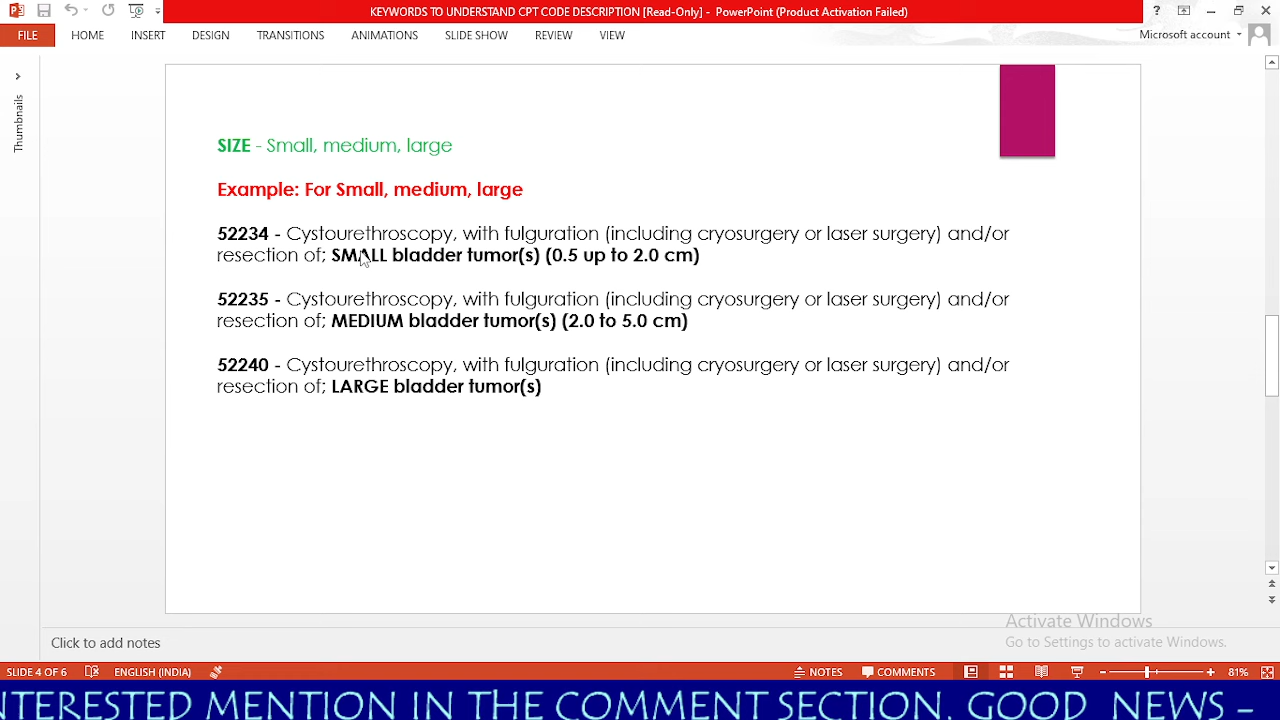 KEYWORDS TO UNDERSTAND CPT CODE DESCRIPTION [Read-Only] - PowerPoint (Product Activation Failed)
FILE HOME INSERT DESIGN TRANSITIONS ANIMATIONS SLIDE SHOW REVIEW VIEW Microsoft account
Thumbnails
SIZE - Small, medium, large
Example: For Small, medium, large
52234 - Cystourethroscopy, with fulguration (including cryosurgery or laser surgery) and/or
resection of; SMALL bladder tumor(s) (0.5 up to 2.0 cm)
52235 - Cystourethroscopy, with fulguration (including cryosurgery or laser surgery) and/or
resection of; MEDIUM bladder tumor(s) (2.0 to 5.0 cm)
52240 - Cystourethroscopy, with fulguration (including cryosurgery or laser surgery) and/or
resection of; LARGE bladder tumor(s)
Activate Windows
Go to Settings to activate Windows.
Click to add notes
SLIDE 4 OF 6 ENGLISH (INDIA) NOTES COMMENTS 81%
NTERESTED MENTION IN THE COMMENT SECTION. GOOD NEWS –